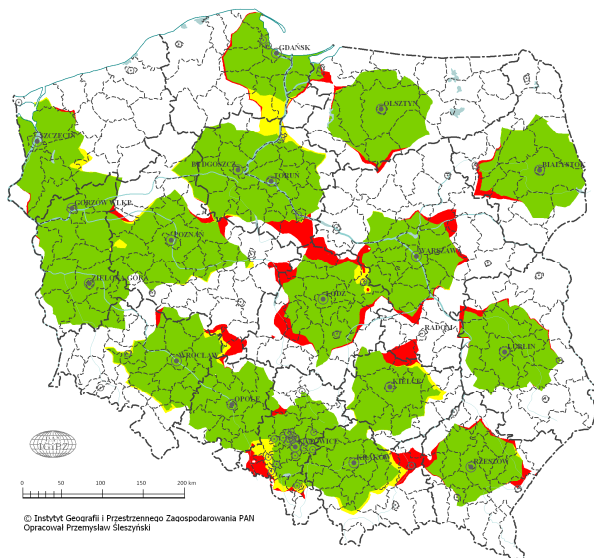 GDAŃSK
OLSZTYN
SZCZECIN
BYDGOSZCZ
TORUŃ
BIAŁYSTOK
GORZÓW WLKP.
POZNAŃ
WARSZAWA
ZIELONA GÓRA
ŁÓDŹ
RADOM
WROCŁAW
LUBLIN
KIELCE
OPOLE
KATOWICE
KRAKÓW
RZESZÓW
IGiPZ
0 50 100 150 200 km
© Instytut Geografii i Przestrzennego Zagospodarowania PAN
Opracował Przemysław Śleszyński